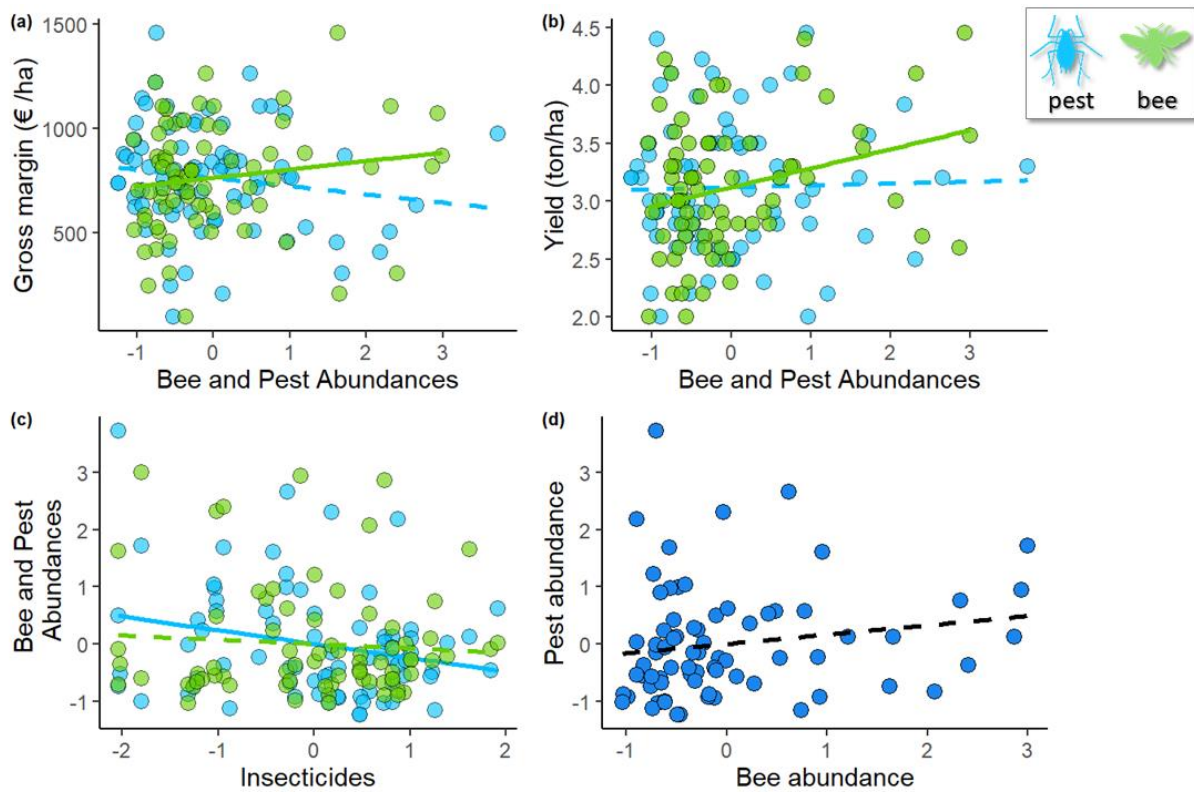 (a)
Gross margin (€ /ha)
1500
1000
500
-1 0 1 2 3
Bee and Pest Abundances
(b)
Yield (ton/ha)
4.5
4.0
3.5
3.0
2.5
2.0
-1 0 1 2 3
Bee and Pest Abundances
pest bee
(c)
Bee and Pest
Abundances
3
2
1
0
-1
-2 -1 0 1 2
Insecticides
(d)
Pest abundance
3
2
1
0
-1
-1 0 1 2 3
Bee abundance